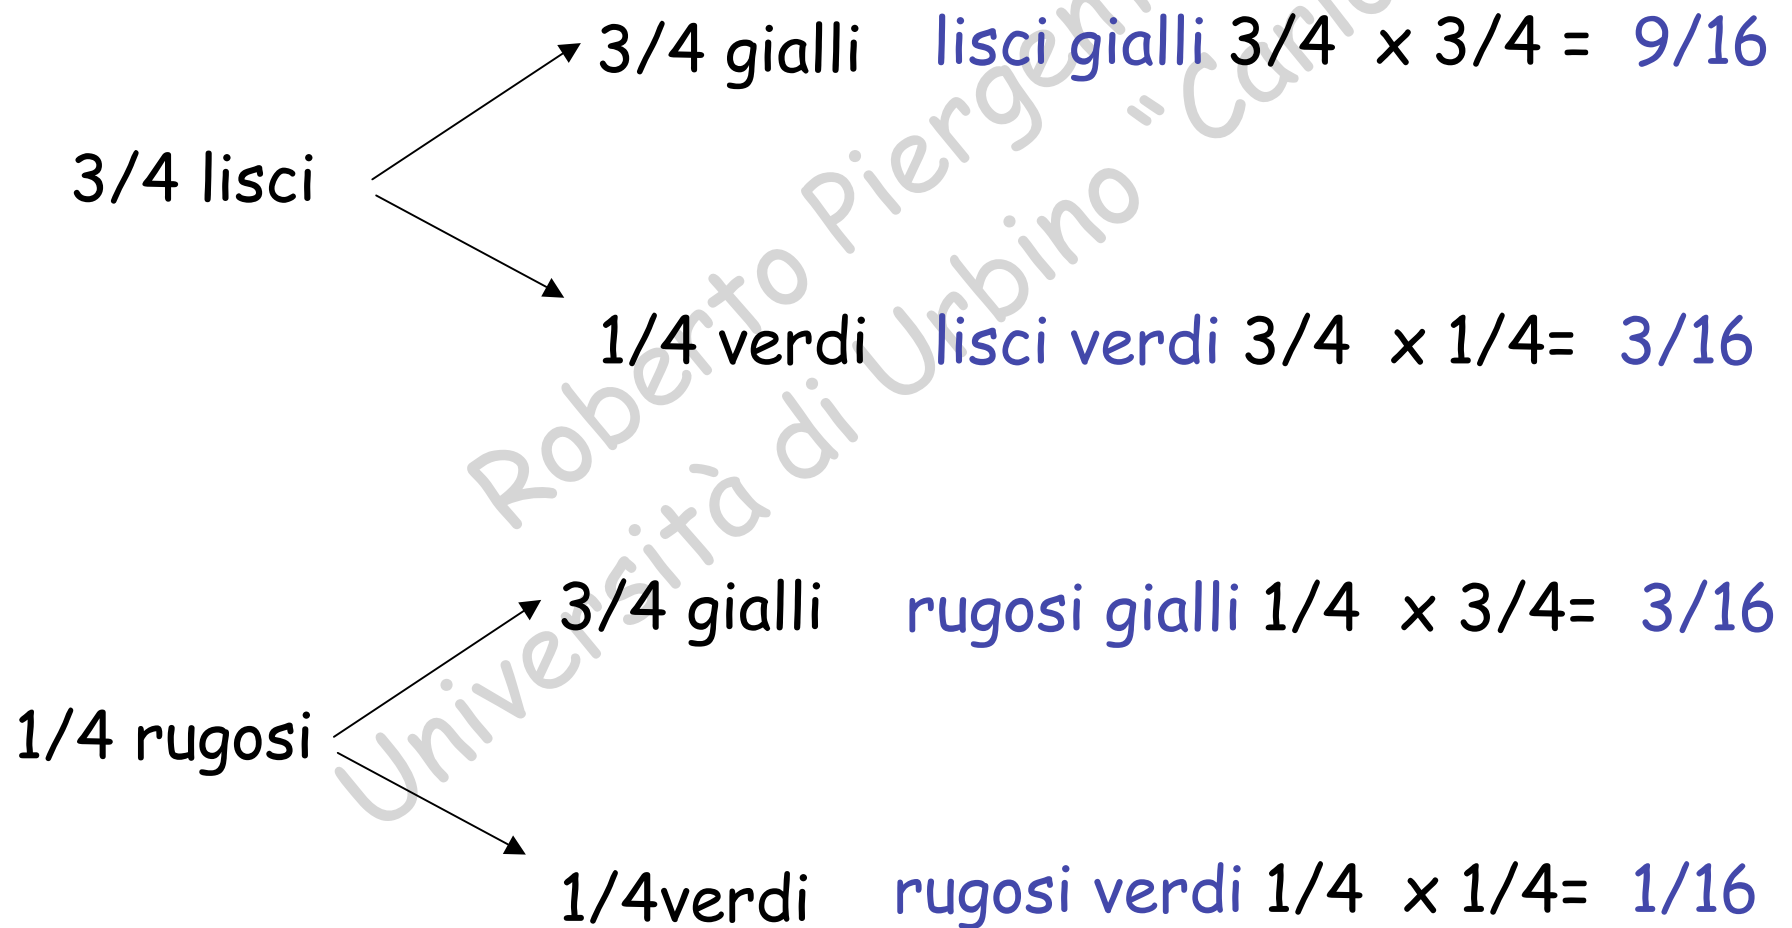 3/4 gialli lisci gialli 3/4 x 3/4 = 9/16
3/4 lisci
1/4 verdi lisci verdi 3/4 x 1/4= 3/16
3/4 gialli rugosi gialli 1/4 x 3/4= 3/16
1/4 rugosi
1/4verdi rugosi verdi 1/4 x 1/4= 1/16
Roberto
Università di Urbino "